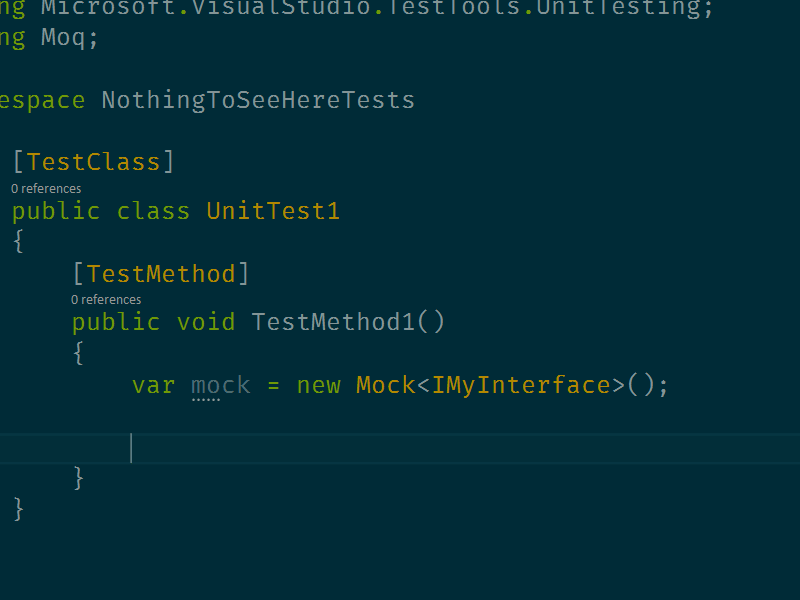 ng Microsoft.VisualStudio.TestTools.UnitTesting;
ng Moq;
espace NothingToSeeHereTests
[TestClass]
0 references
public class UnitTest1
{
[TestMethod]
0 references
public void TestMethod1()
{
var mock = new Mock<IMyInterface>();
}
}